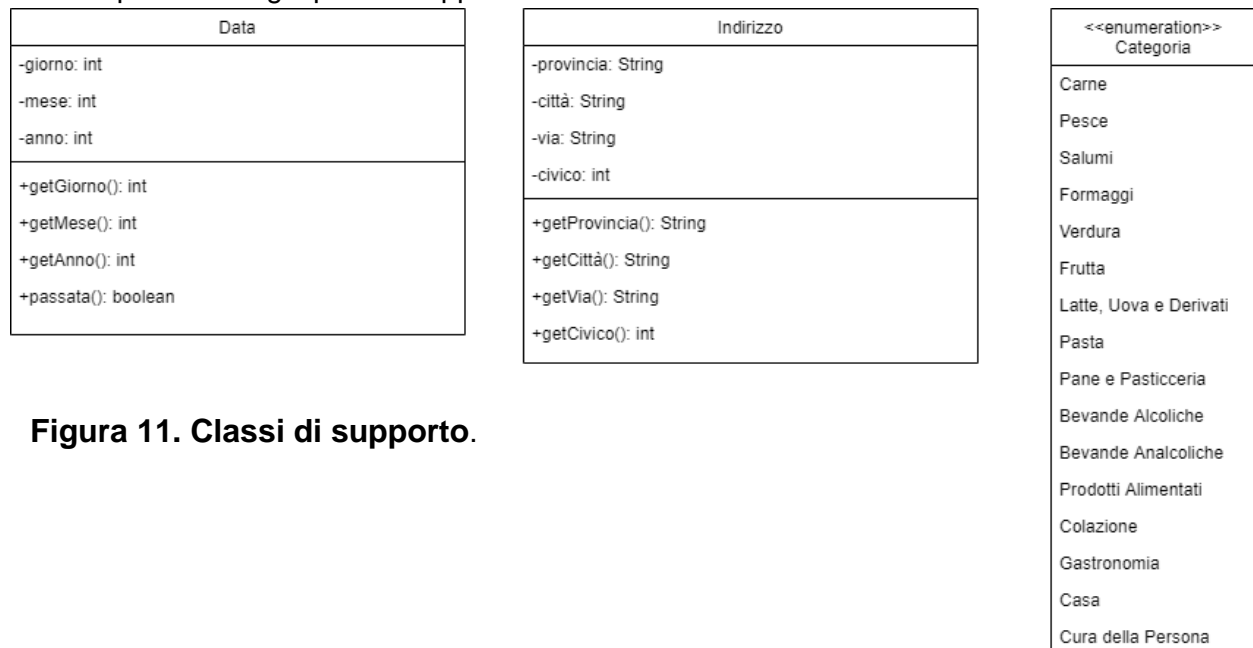 Data
-giorno: int
-mese: int
-anno: int
+getGiorno(): int
+getMese(): int
+getAnno(): int
+passata(): boolean
Indirizzo
-provincia: String
-città: String
-via: String
-civico: int
+getProvincia(): String
+getCittà(): String
+getVia(): String
+getCivico(): int
<<enumeration>>
Categoria
Carne
Pesce
Salumi
Formaggi
Verdura
Frutta
Latte, Uova e Derivati
Pasta
Pane e Pasticceria
Bevande Alcoliche
Bevande Analcoliche
Prodotti Alimentati
Colazione
Gastronomia
Casa
Cura della Persona
Figura 11. Classi di supporto.